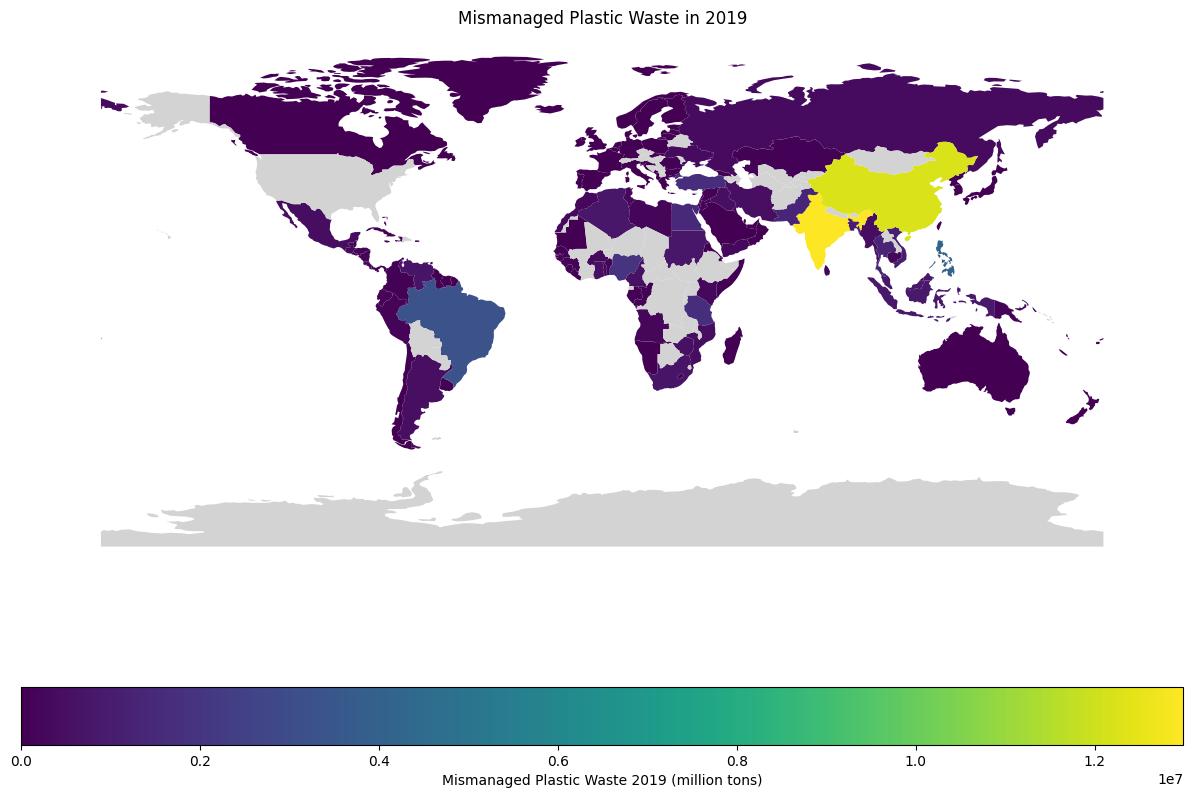 Mismanaged Plastic Waste in 2019
0.0 0.2 0.4 0.6 0.8 1.0 1.2
Mismanaged Plastic Waste 2019 (million tons)
1e7